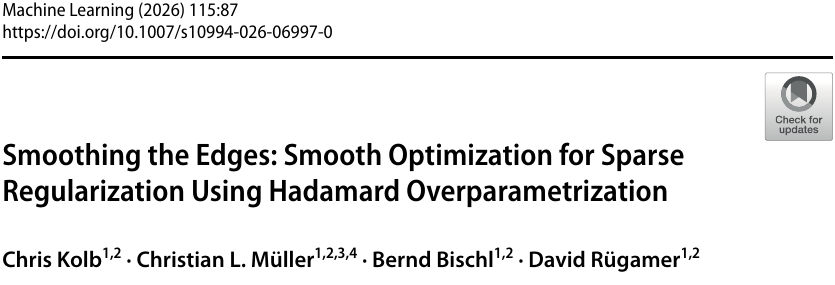 Machine Learning (2026) 115:87
https://doi.org/10.1007/s10994-026-06997-0
Check for
updates
Smoothing the Edges: Smooth Optimization for Sparse
Regularization Using Hadamard Overparametrization
Chris Kolb1,2 · Christian L. Müller1,2,3,4 · Bernd Bischl1,2 · David Rügamer1,2